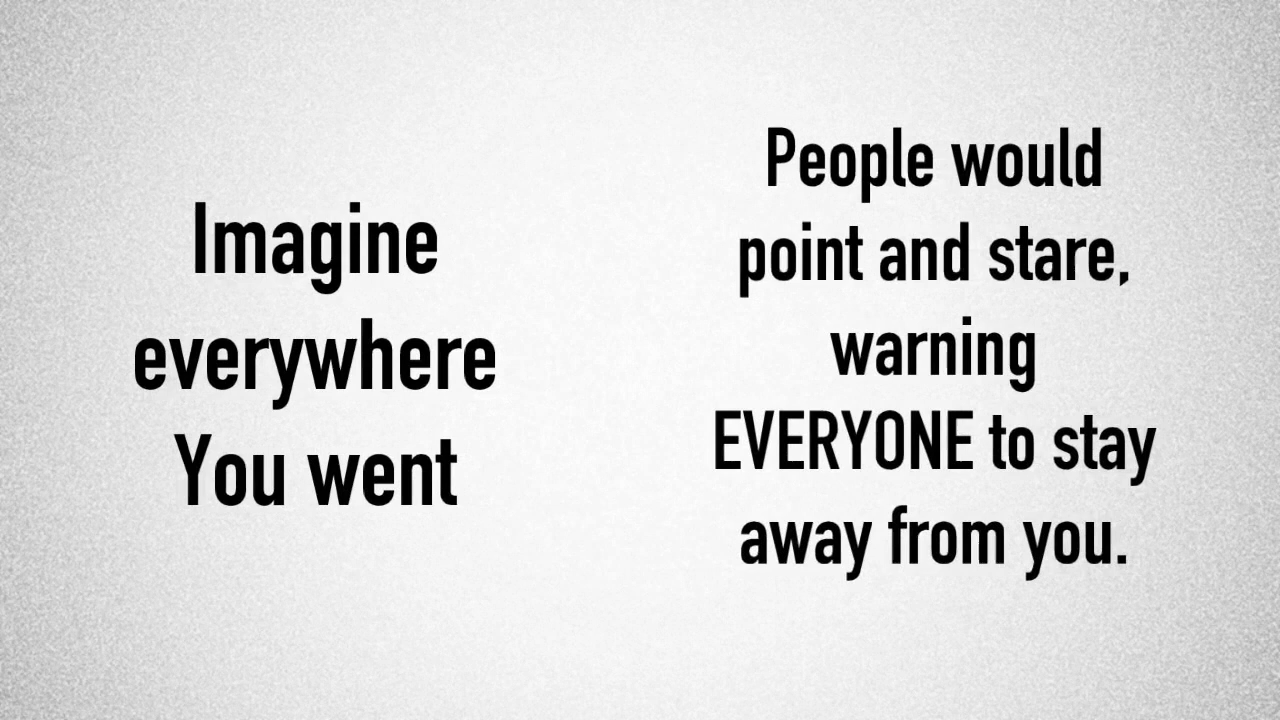 Imagine
everywhere
You went
People would
point and stare,
warning
EVERYONE to stay
away from you.